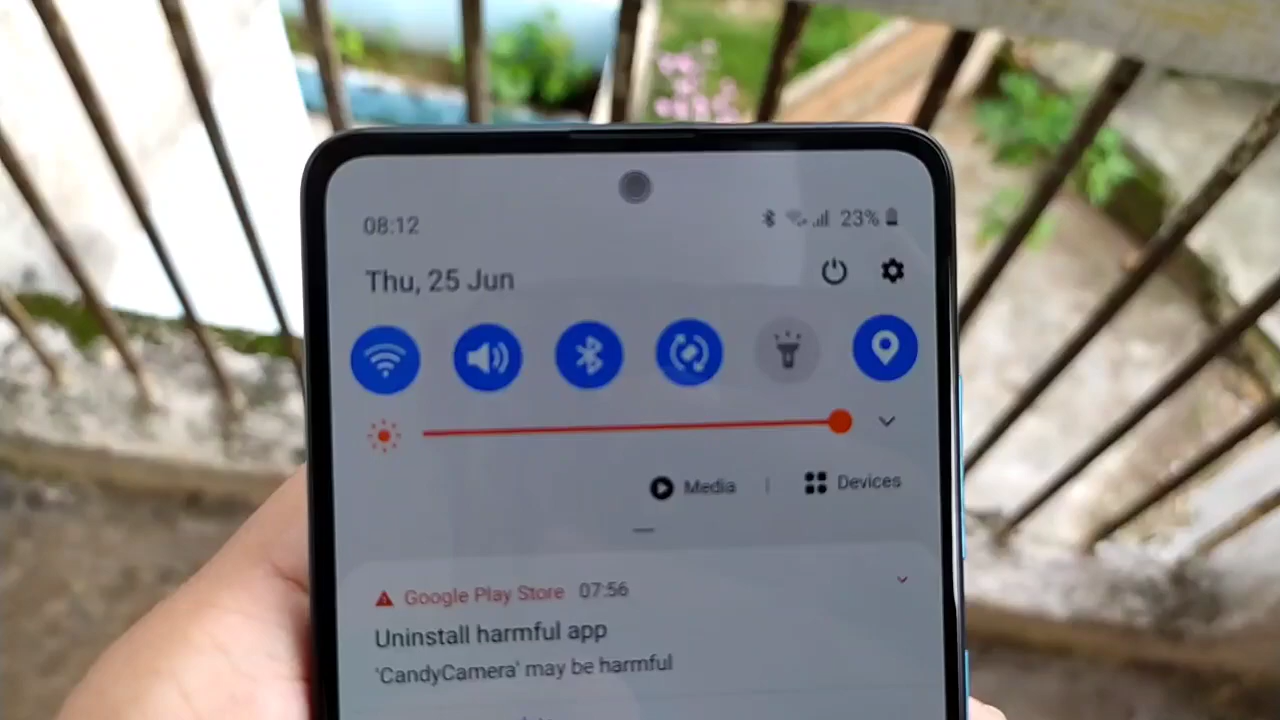 08:12
23%
Thu, 25 Jun
Media | Devices
Google Play Store 07:56
Uninstall harmful app
'CandyCamera' may be harmful